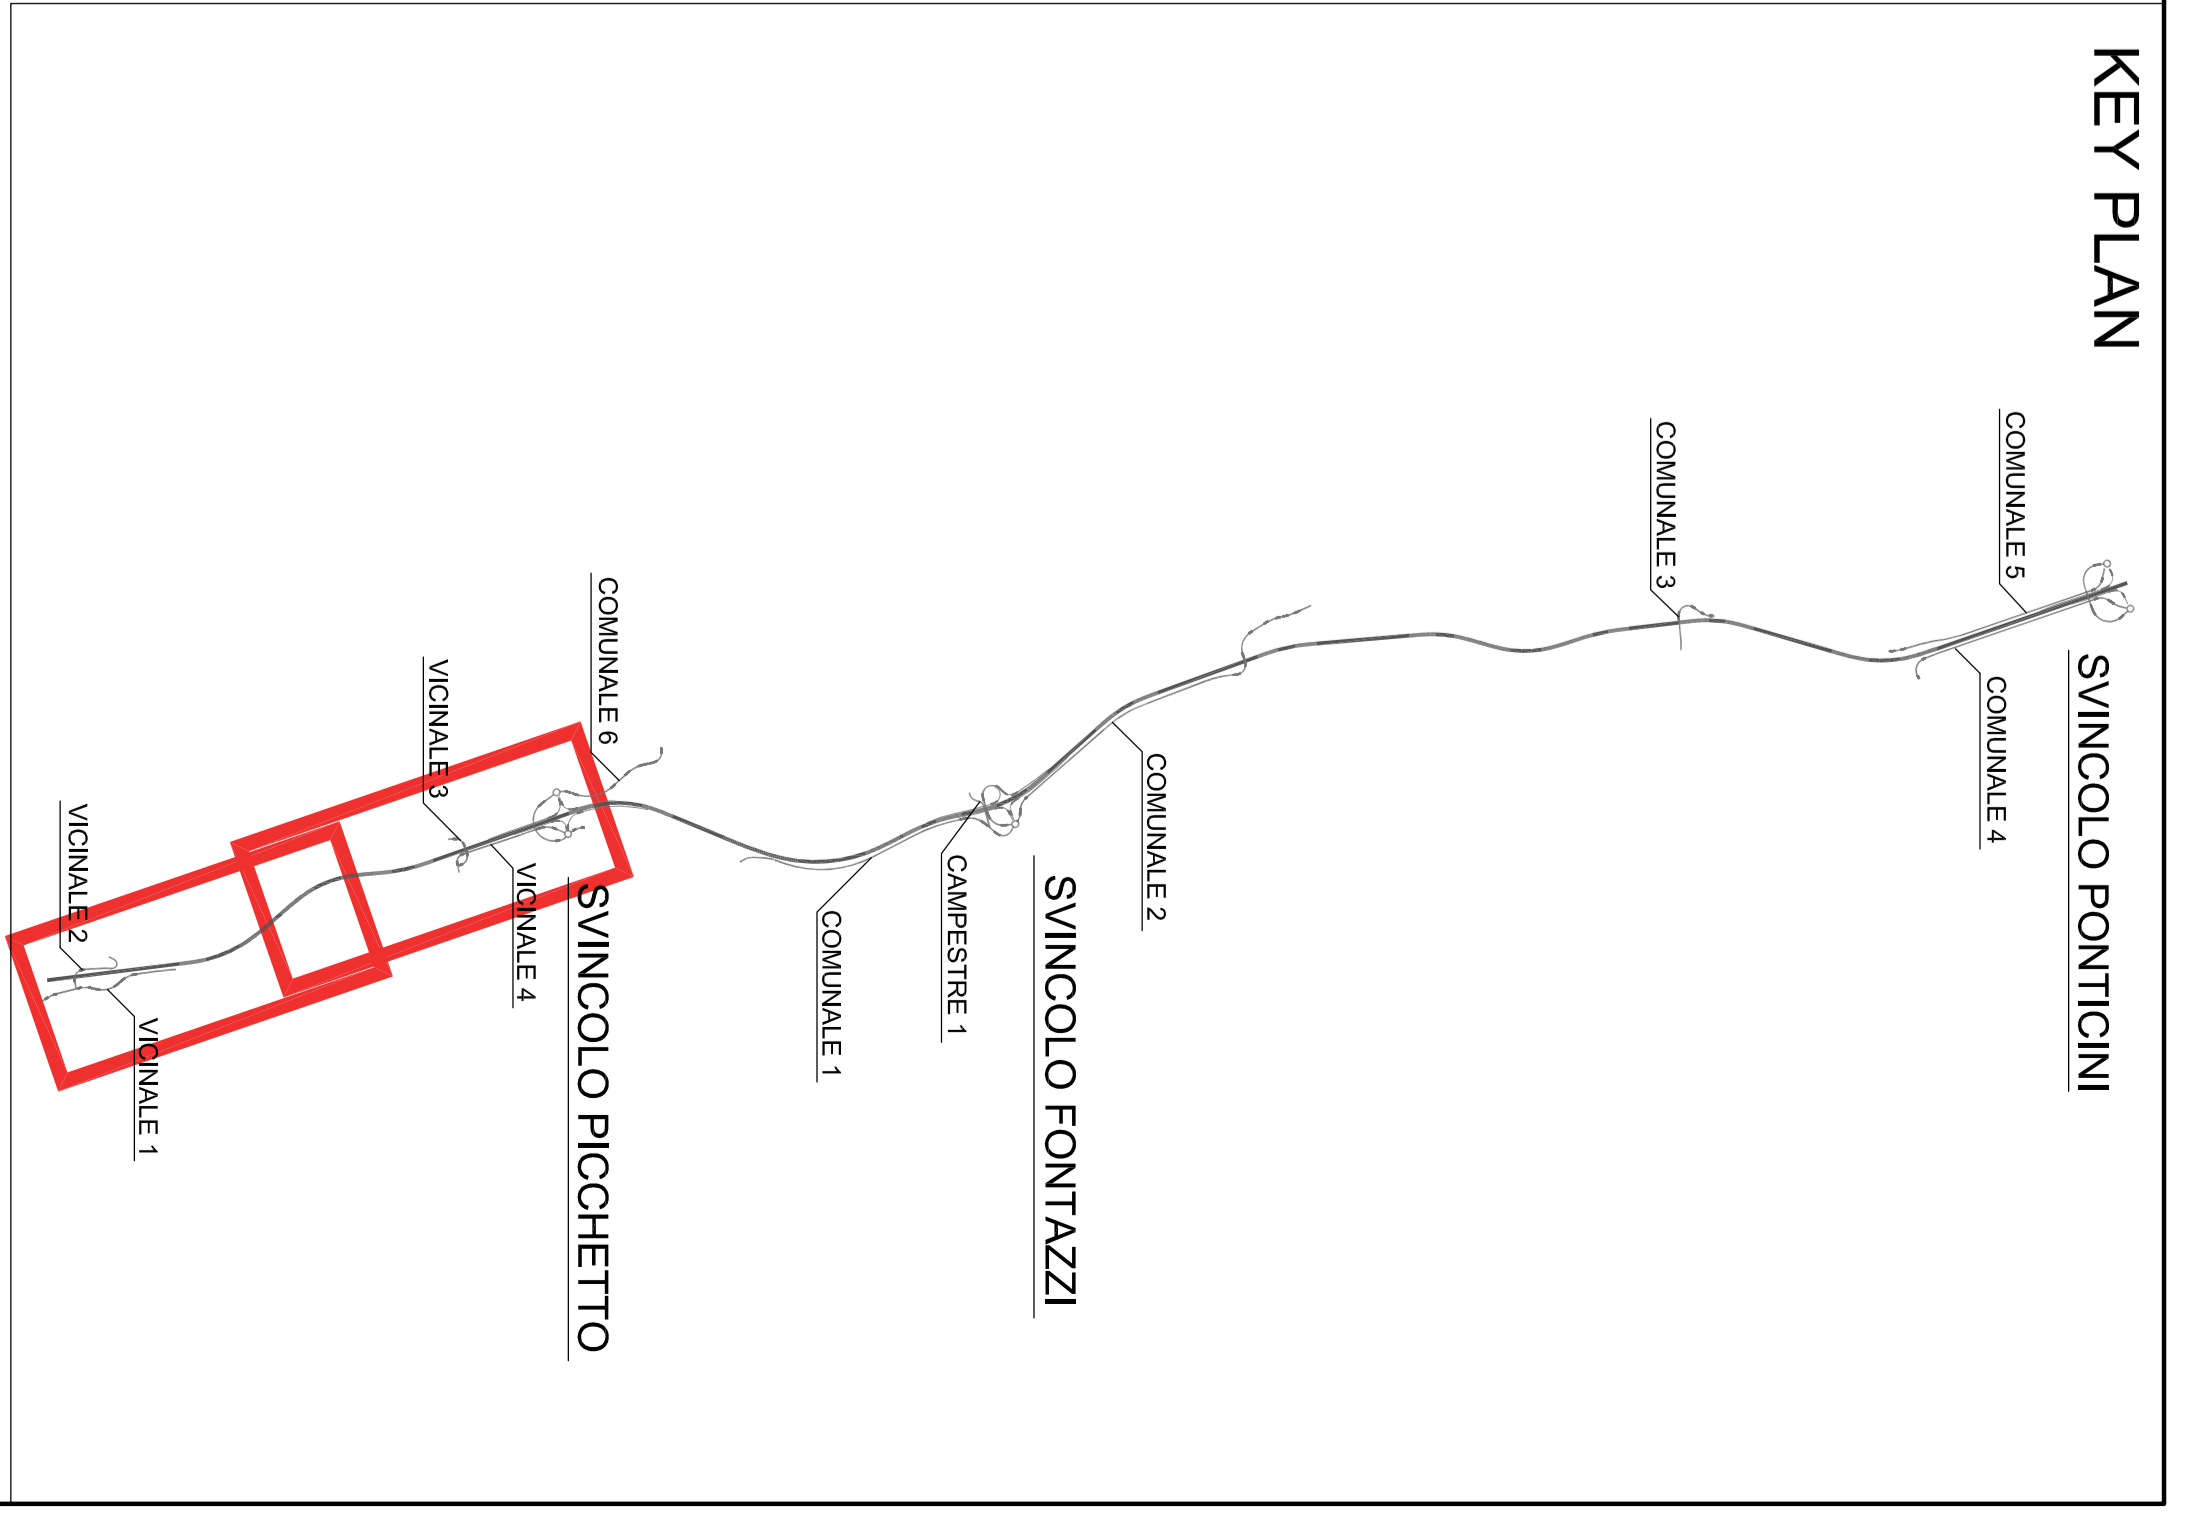 KEY PLAN
COMUNALE 5
SVINCOLO PONTICINI
COMUNALE 4
COMUNALE 3
COMUNALE 2
SVINCOLO FONTAZZI
CAMPESTRE 1
COMUNALE 1
COMUNALE 6
SVINCOLO PICCHETTO
VICINALE 4
VICINALE 3
VICINALE 1
VICINALE 2